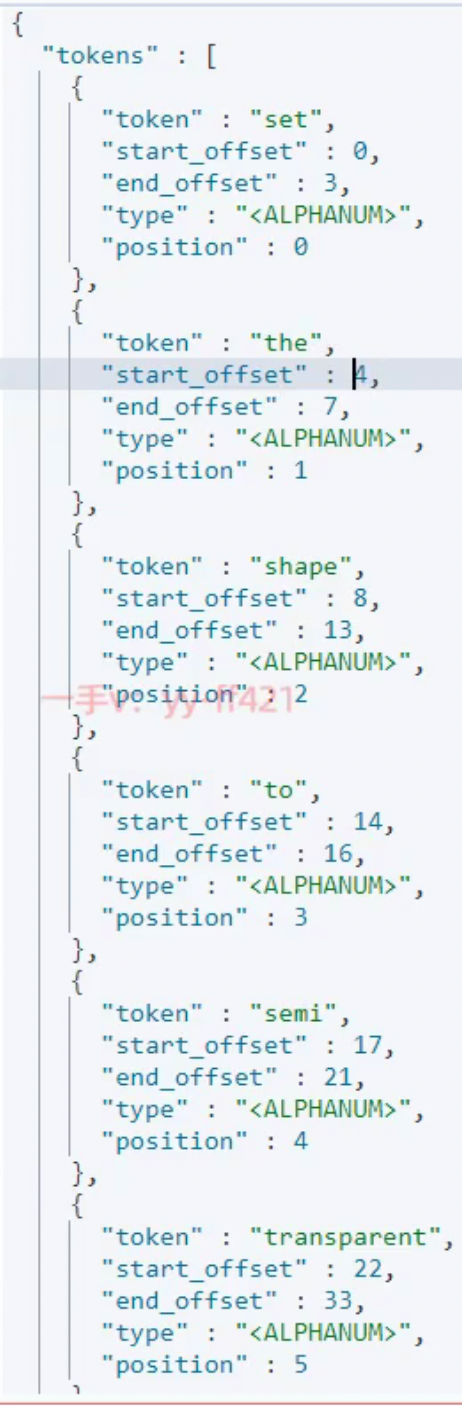 {
"tokens" : [
{
"token" : "set",
"start_offset" : 0,
"end_offset" : 3,
"type" : "<ALPHANUM>",
"position" : 0
},
{
"token" : "the",
"start_offset" : 4,
"end_offset" : 7,
"type" : "<ALPHANUM>",
"position" : 1
},
{
"token" : "shape",
"start_offset" : 8,
"end_offset" : 13,
"type" : "<ALPHANUM>",
"position" : 2
一手v：yy-ff421
},
{
"token" : "to",
"start_offset" : 14,
"end_offset" : 16,
"type" : "<ALPHANUM>",
"position" : 3
},
{
"token" : "semi",
"start_offset" : 17,
"end_offset" : 21,
"type" : "<ALPHANUM>",
"position" : 4
},
{
"token" : "transparent",
"start_offset" : 22,
"end_offset" : 33,
"type" : "<ALPHANUM>",
"position" : 5
}